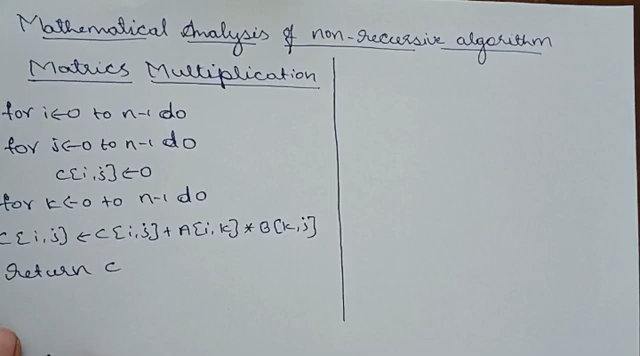 Mathematical Analysis of non-recursive algorithm
Matrics Multiplication
for i←0 to n-1 do
for j←0 to n-1 do
C[i,j]←0
for k←0 to n-1 do
C[i,j]←C[i,j]+A[i,k]*B[k,j]
return C